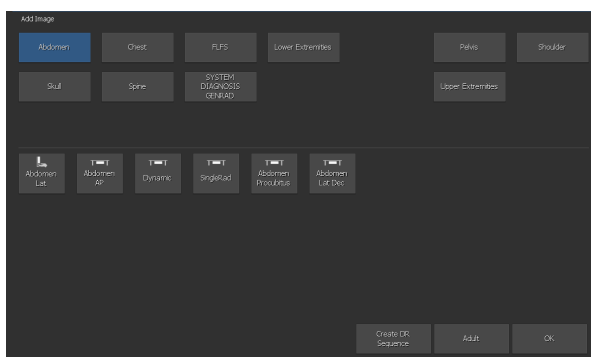 Add Image
Abdomen
Chest
FLFS
Lower Extremities
Pelvis
Shoulder
Skull
Spine
SYSTEM
DIAGNOSIS
GENRAD
Upper Extremities
Abdomen
Lat
Abdomen
AP
Dynamic
SingleRad
Abdomen
Procubitus
Abdomen
Lat Dec
Create DR
Sequence
Adult
OK